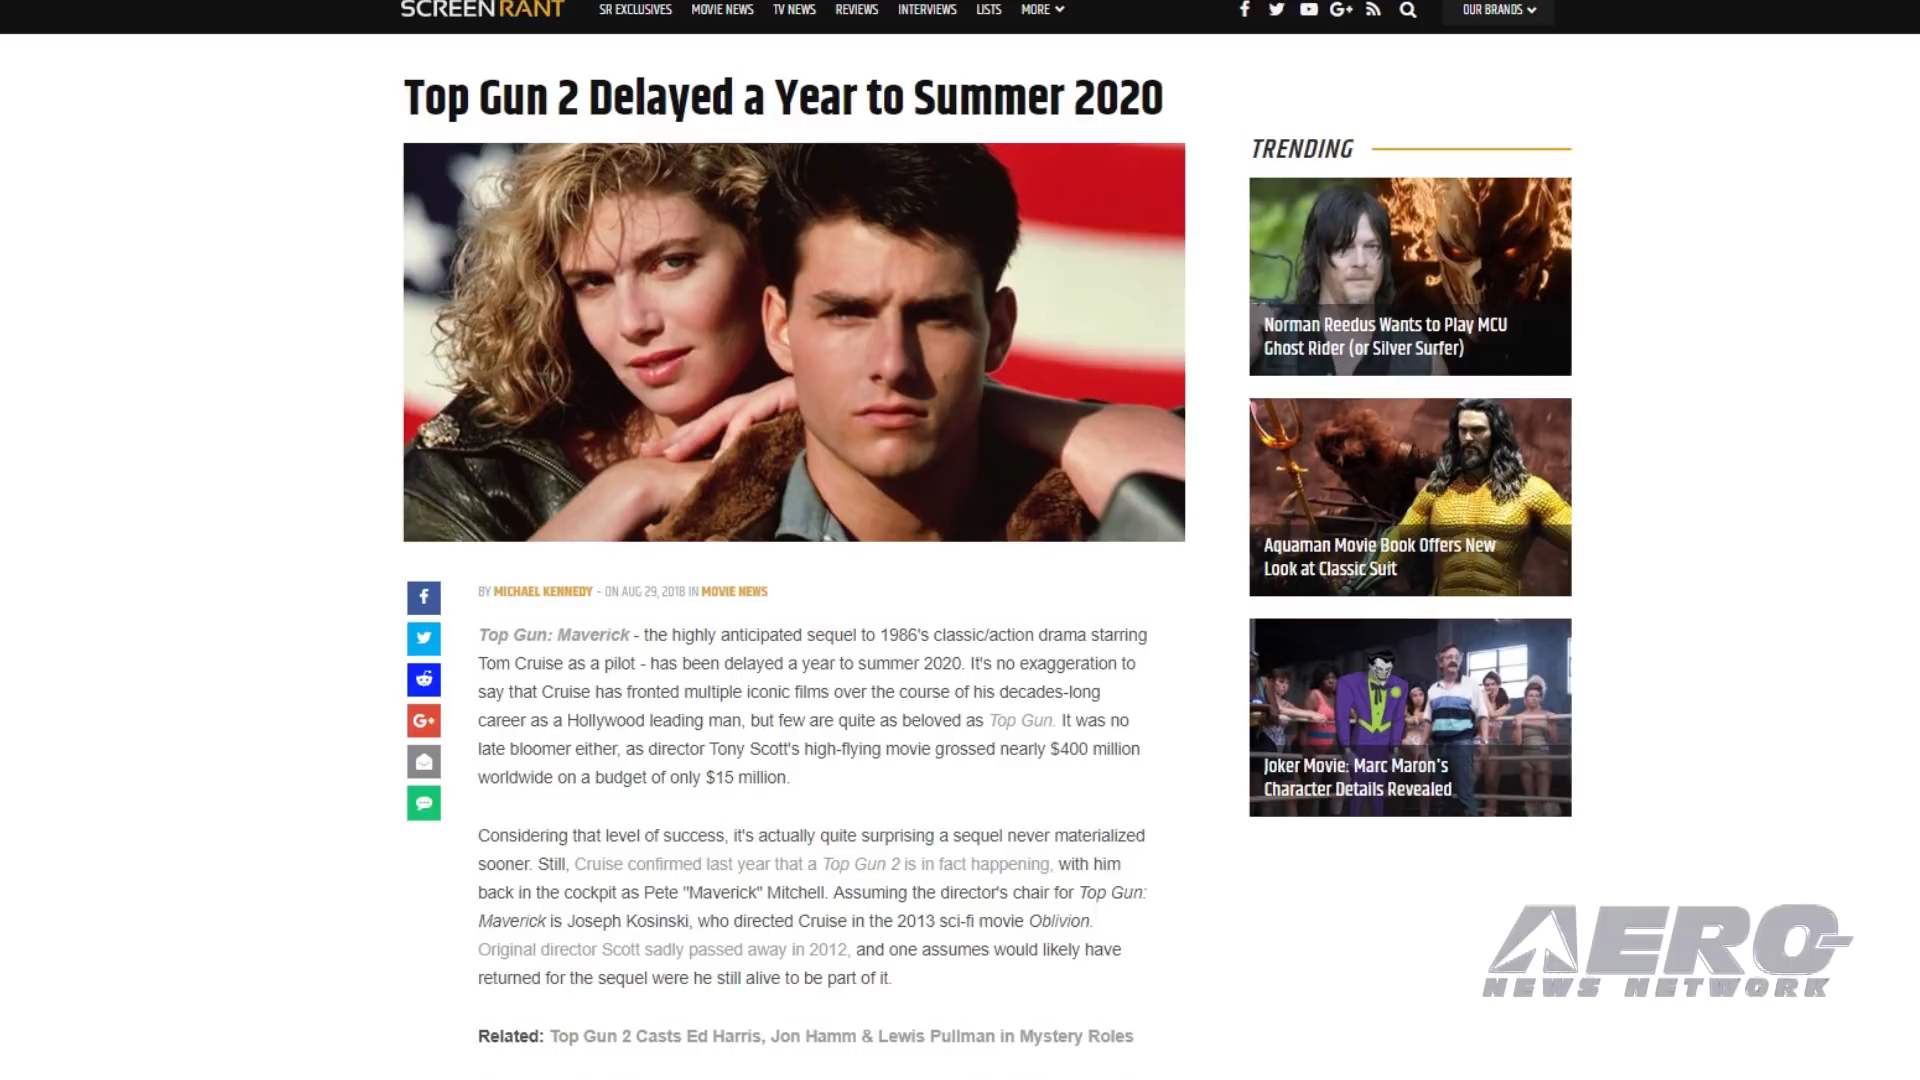 SCREENRANT
SR EXCLUSIVES MOVIE NEWS TV NEWS REVIEWS INTERVIEWS LISTS MORE
OUR BRANDS
Top Gun 2 Delayed a Year to Summer 2020
BY MICHAEL KENNEDY - ON AUG 29, 2018 IN MOVIE NEWS
Top Gun: Maverick - the highly anticipated sequel to 1986's classic/action drama starring
Tom Cruise as a pilot - has been delayed a year to summer 2020. It's no exaggeration to
say that Cruise has fronted multiple iconic films over the course of his decades-long
career as a Hollywood leading man, but few are quite as beloved as Top Gun. It was no
late bloomer either, as director Tony Scott's high-flying movie grossed nearly $400 million
worldwide on a budget of only $15 million.
Considering that level of success, it's actually quite surprising a sequel never materialized
sooner. Still, Cruise confirmed last year that a Top Gun 2 is in fact happening, with him
back in the cockpit as Pete "Maverick" Mitchell. Assuming the director's chair for Top Gun:
Maverick is Joseph Kosinski, who directed Cruise in the 2013 sci-fi movie Oblivion.
Original director Scott sadly passed away in 2012, and one assumes would likely have
returned for the sequel were he still alive to be part of it.
Related: Top Gun 2 Casts Ed Harris, Jon Hamm & Lewis Pullman in Mystery Roles
TRENDING
Norman Reedus Wants to Play MCU
Ghost Rider (or Silver Surfer)
Aquaman Movie Book Offers New
Look at Classic Suit
Joker Movie: Marc Maron's
Character Details Revealed
AERO-
NEWS NETWORK